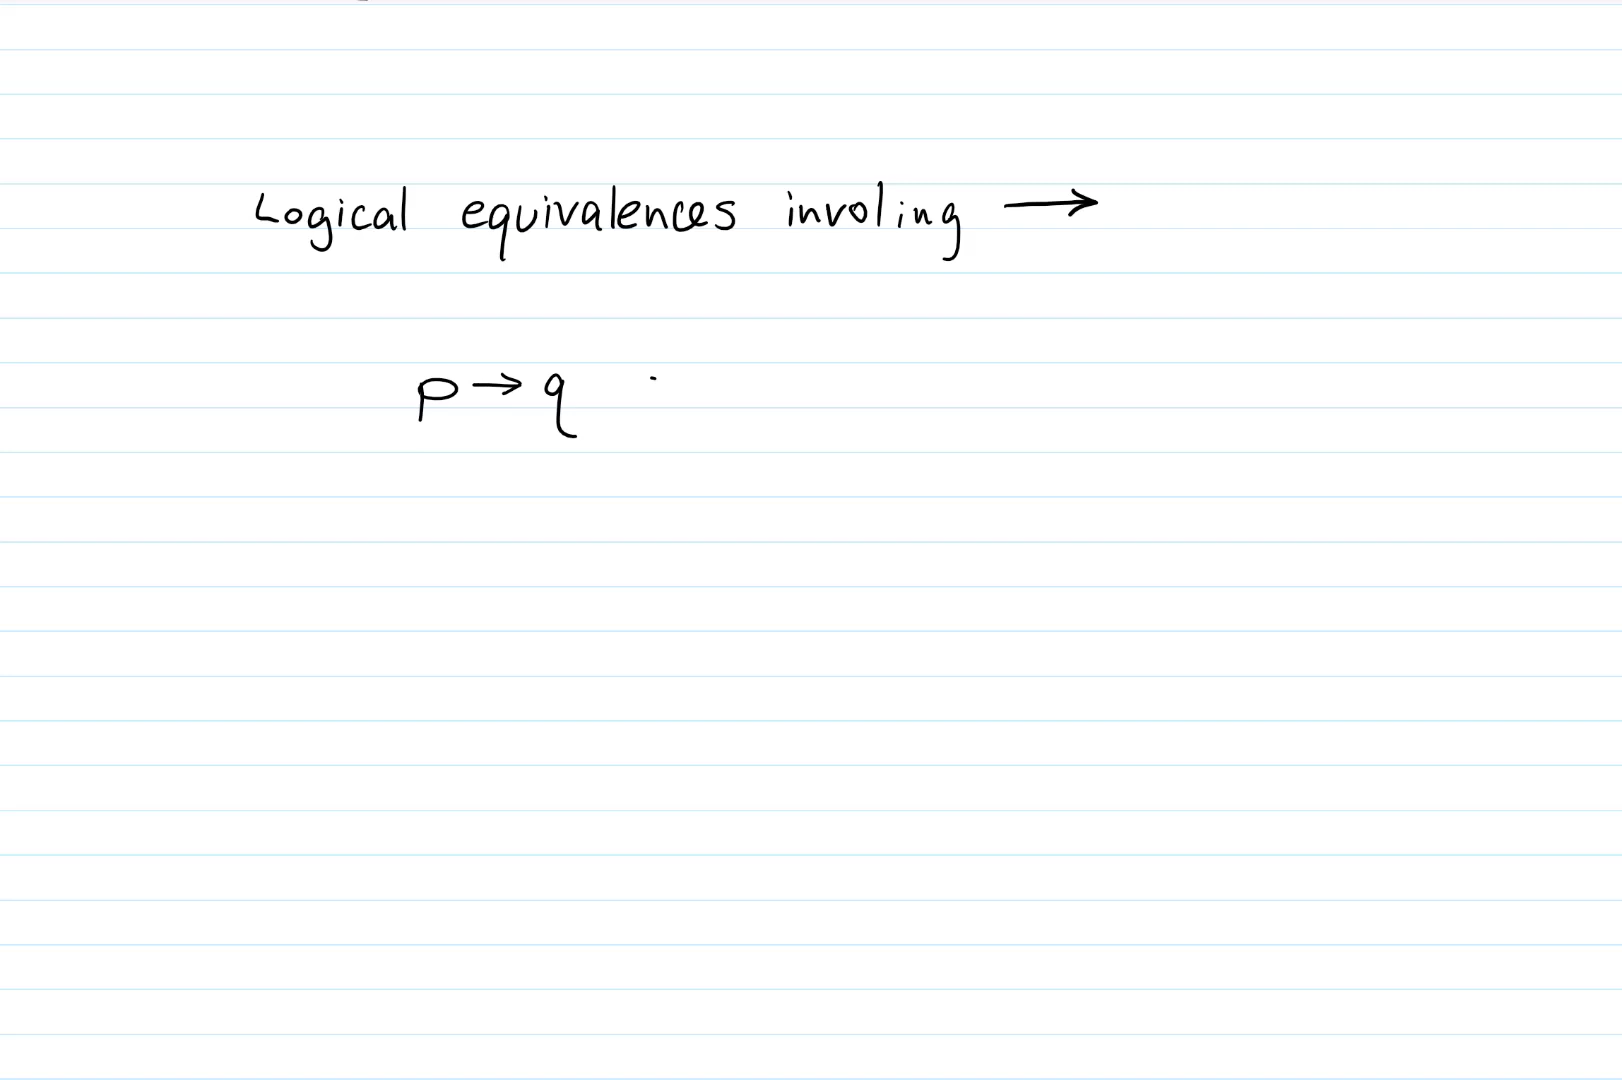 Logical equivalences involing →
p → q